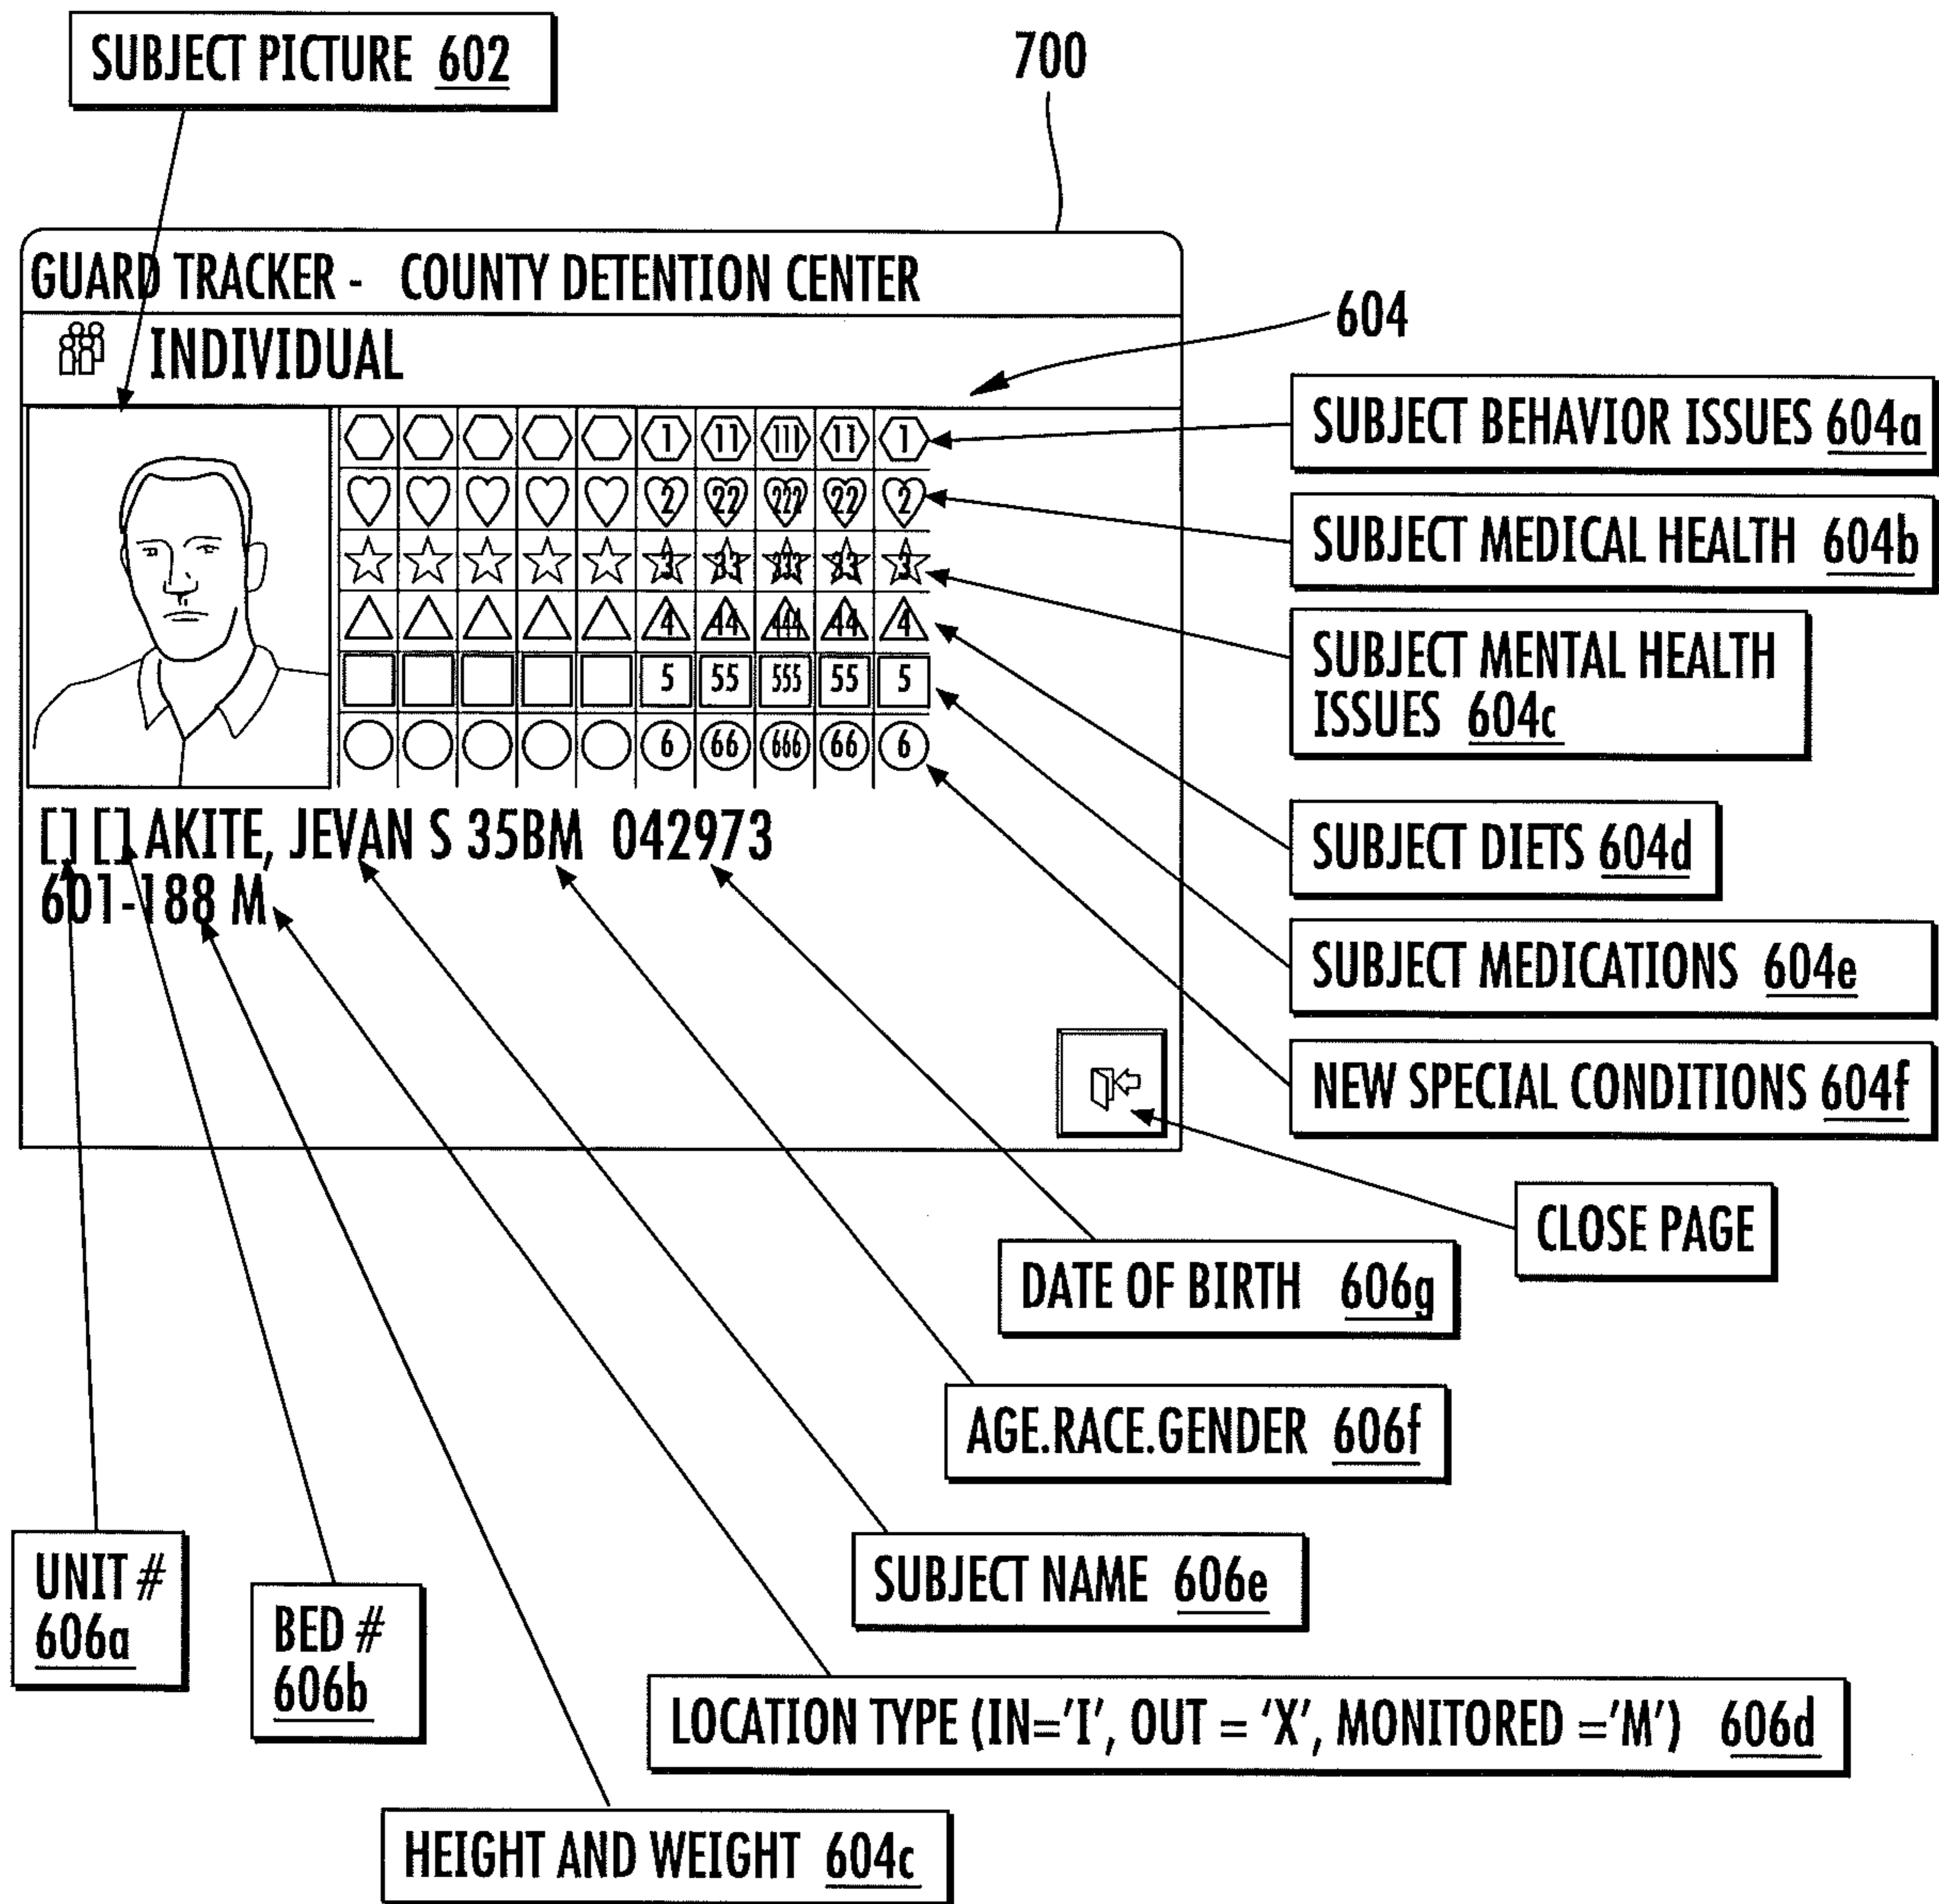 SUBJECT PICTURE 602
700
GUARD TRACKER - COUNTY DETENTION CENTER
INDIVIDUAL
604
1 11 111 11 1
2 22 222 22 2
3 33 333 33 3
4 44 444 44 4
5 55 555 55 5
6 66 666 66 6
SUBJECT BEHAVIOR ISSUES 604a
SUBJECT MEDICAL HEALTH 604b
SUBJECT MENTAL HEALTH
ISSUES 604c
SUBJECT DIETS 604d
SUBJECT MEDICATIONS 604e
NEW SPECIAL CONDITIONS 604f
[] [] AKITE, JEVAN S 35BM 042973
601-188 M
CLOSE PAGE
DATE OF BIRTH 606g
AGE.RACE.GENDER 606f
SUBJECT NAME 606e
UNIT #
606a
BED #
606b
LOCATION TYPE (IN='I', OUT = 'X', MONITORED ='M') 606d
HEIGHT AND WEIGHT 604c